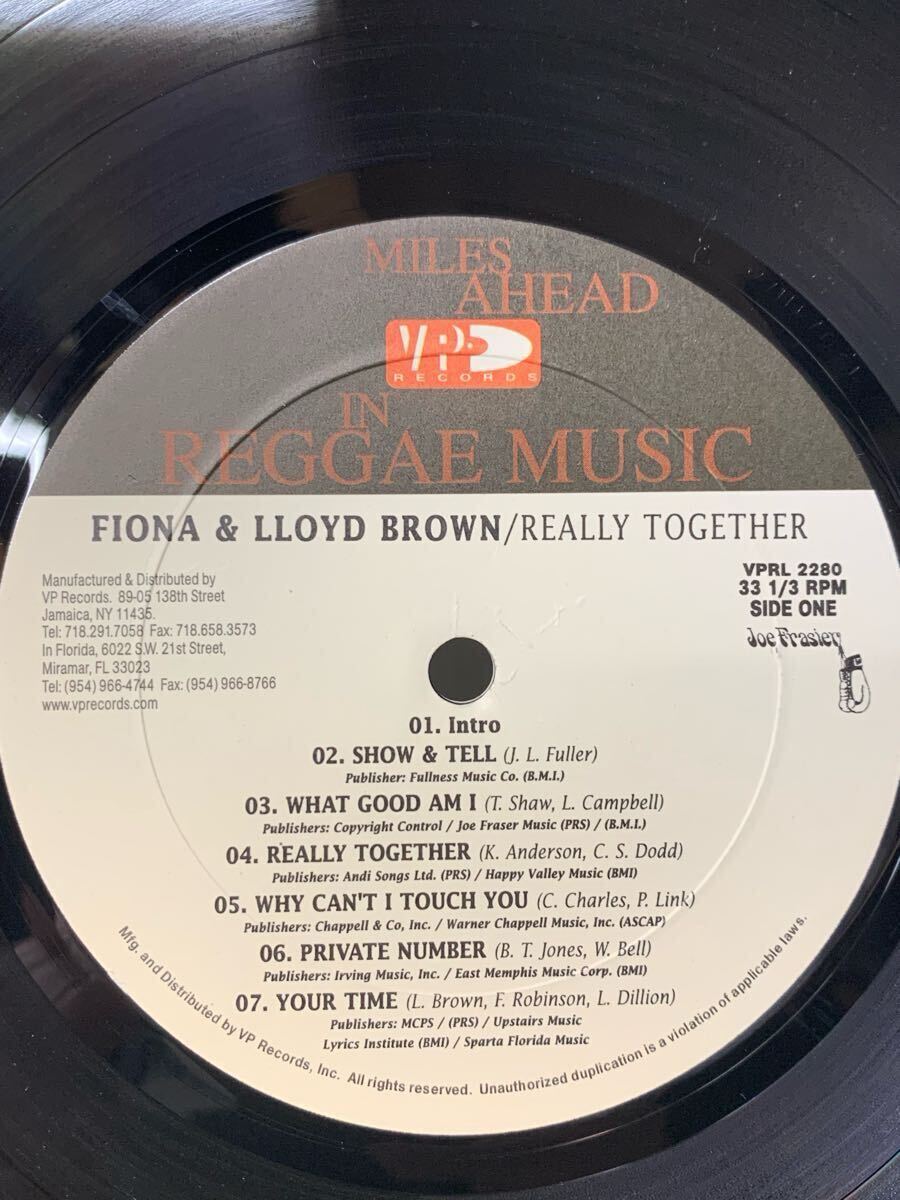 MILES
AHEAD
VP
RECORDS
IN
REGGAE MUSIC
FIONA & LLOYD BROWN/REALLY TOGETHER
Manufactured & Distributed by
VP Records. 89-05 138th Street
Jamaica, NY 11435.
Tel: 718.291.7058 Fax: 718.658.3573
In Florida, 6022 S.W. 21st Street,
Miramar, FL 33023
Tel: (954) 966-4744 Fax: (954) 966-8766
www.vprecords.com
VPRL 2280
33 1/3 RPM
SIDE ONE
Joe Frasier
01. Intro
02. SHOW & TELL (J. L. Fuller)
Publisher: Fullness Music Co. (B.M.I.)
03. WHAT GOOD AM I (T. Shaw, L. Campbell)
Publishers: Copyright Control / Joe Fraser Music (PRS) / (B.M.I.)
04. REALLY TOGETHER (K. Anderson, C. S. Dodd)
Publishers: Andi Songs Ltd. (PRS) / Happy Valley Music (BMI)
05. WHY CAN'T I TOUCH YOU (C. Charles, P. Link)
Publishers: Chappell & Co, Inc. / Warner Chappell Music, Inc. (ASCAP)
06. PRIVATE NUMBER (B. T. Jones, W. Bell)
Publishers: Irving Music, Inc. / East Memphis Music Corp. (BMI)
07. YOUR TIME (L. Brown, F. Robinson, L. Dillion)
Publishers: MCPS / (PRS) / Upstairs Music
Lyrics Institute (BMI) / Sparta Florida Music
Mfg. and Distributed by VP Records, Inc. All rights reserved. Unauthorized duplication is a violation of applicable laws.